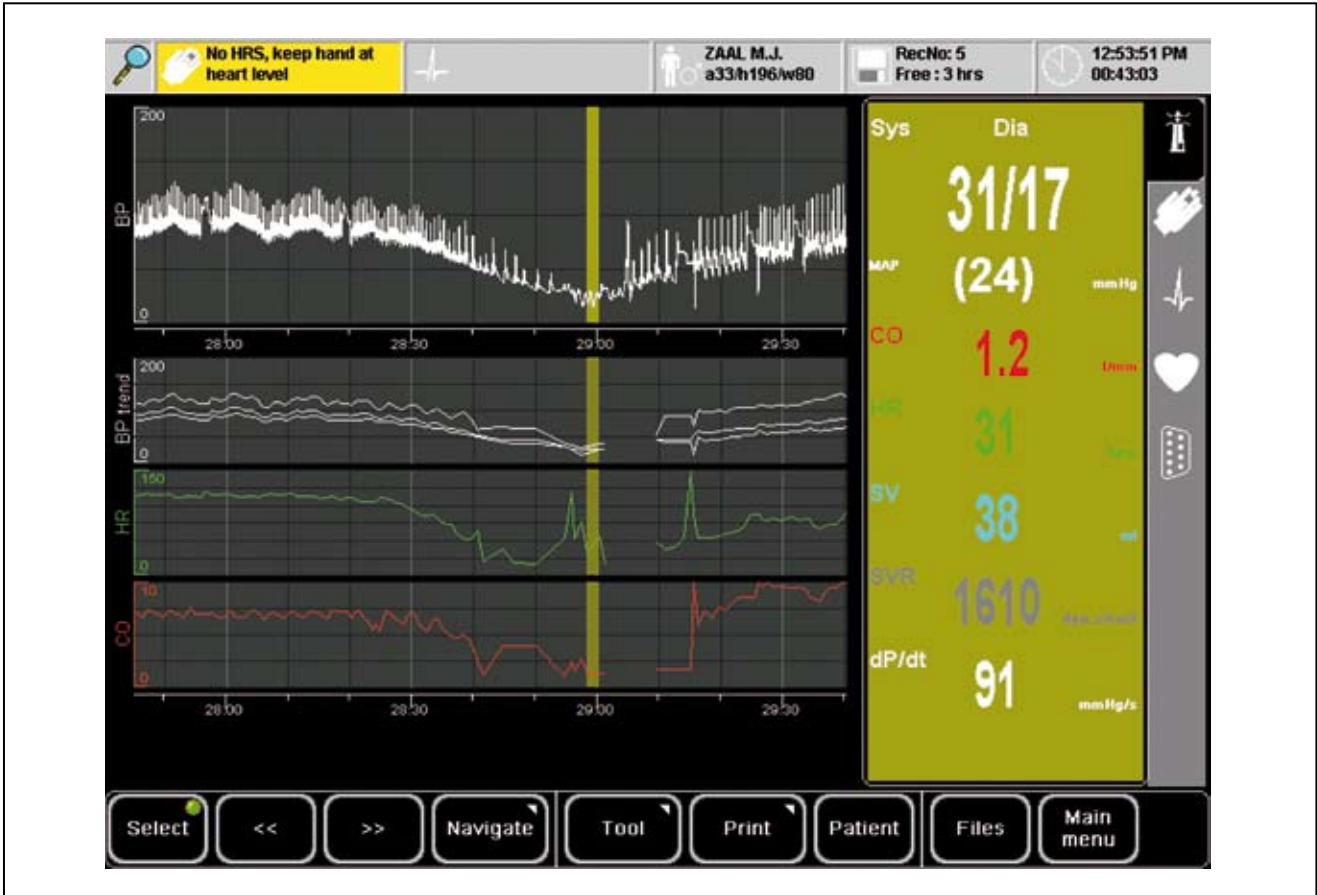 No HRS, keep hand at
heart level
ZAAL M.J.
a33/h196/w80
RecNo: 5
Free : 3 hrs
12:53:51 PM
00:43:03
200
BP
0
28:00 28:30 29:00 29:30
200
BP trend
0
150
HR
0
10
CO
0
28:00 28:30 29:00 29:30
Sys Dia
31/17
MAP (24) mmHg
CO 1.2
HR 31
SV 38 ml
SVR 1610
dP/dt 91 mmHg/s
Select << >> Navigate Tool Print Patient Files Main menu